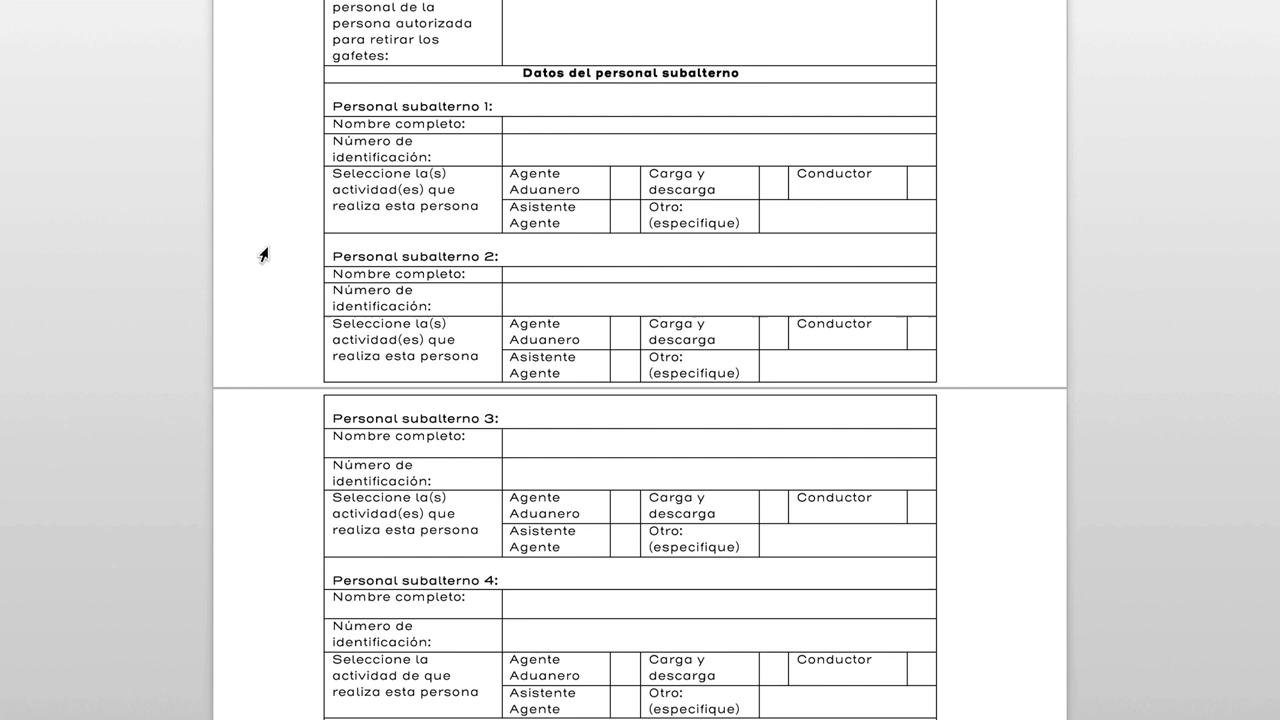 personal de la
persona autorizada
para retirar los
gafetes:
Datos del personal subalterno
Personal subalterno 1:
Nombre completo:
Número de
identificación:
Seleccione la(s)
actividad(es) que
realiza esta persona
Agente
Aduanero
Carga y
descarga
Conductor
Asistente
Agente
Otro:
(especifique)
Personal subalterno 2:
Nombre completo:
Número de
identificación:
Seleccione la(s)
actividad(es) que
realiza esta persona
Agente
Aduanero
Carga y
descarga
Conductor
Asistente
Agente
Otro:
(especifique)
Personal subalterno 3:
Nombre completo:
Número de
identificación:
Seleccione la(s)
actividad(es) que
realiza esta persona
Agente
Aduanero
Carga y
descarga
Conductor
Asistente
Agente
Otro:
(especifique)
Personal subalterno 4:
Nombre completo:
Número de
identificación:
Seleccione la
actividad de que
realiza esta persona
Agente
Aduanero
Carga y
descarga
Conductor
Asistente
Agente
Otro:
(especifique)